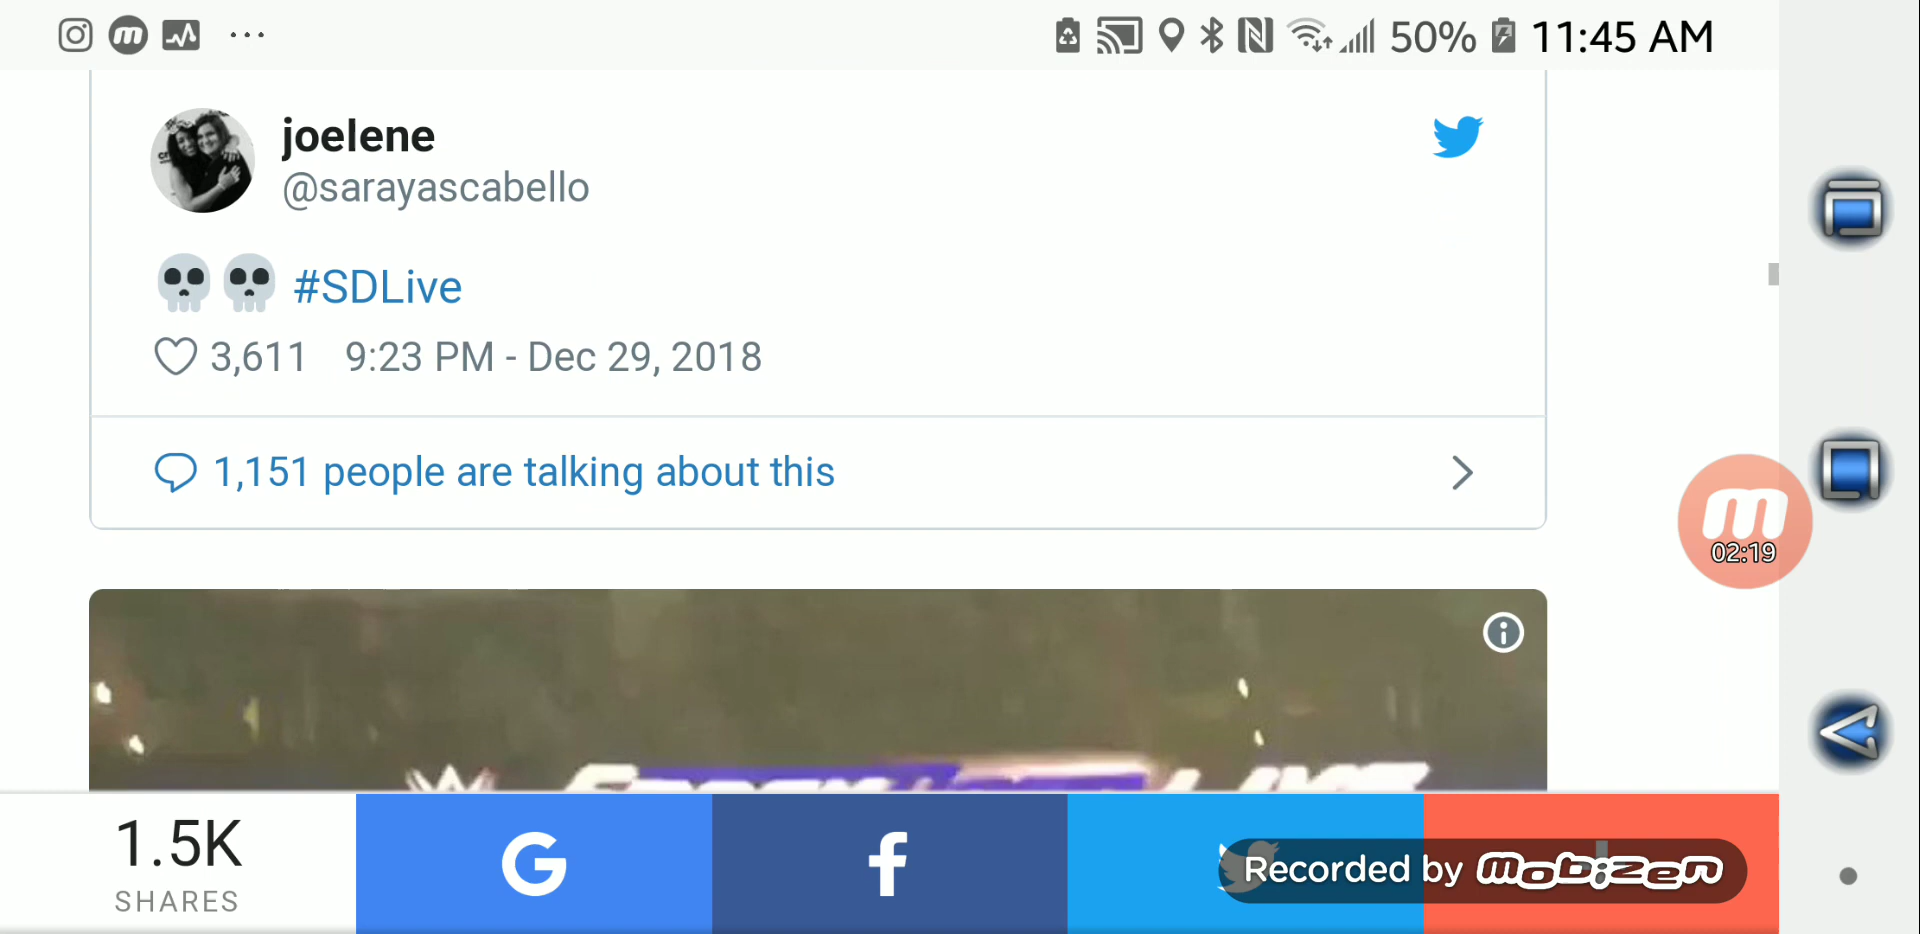 50% 11:45 AM
joelene
@sarayascabello
#SDLive
3,611 9:23 PM - Dec 29, 2018
1,151 people are talking about this
02:19
1.5K
SHARES
Recorded by Mobizen